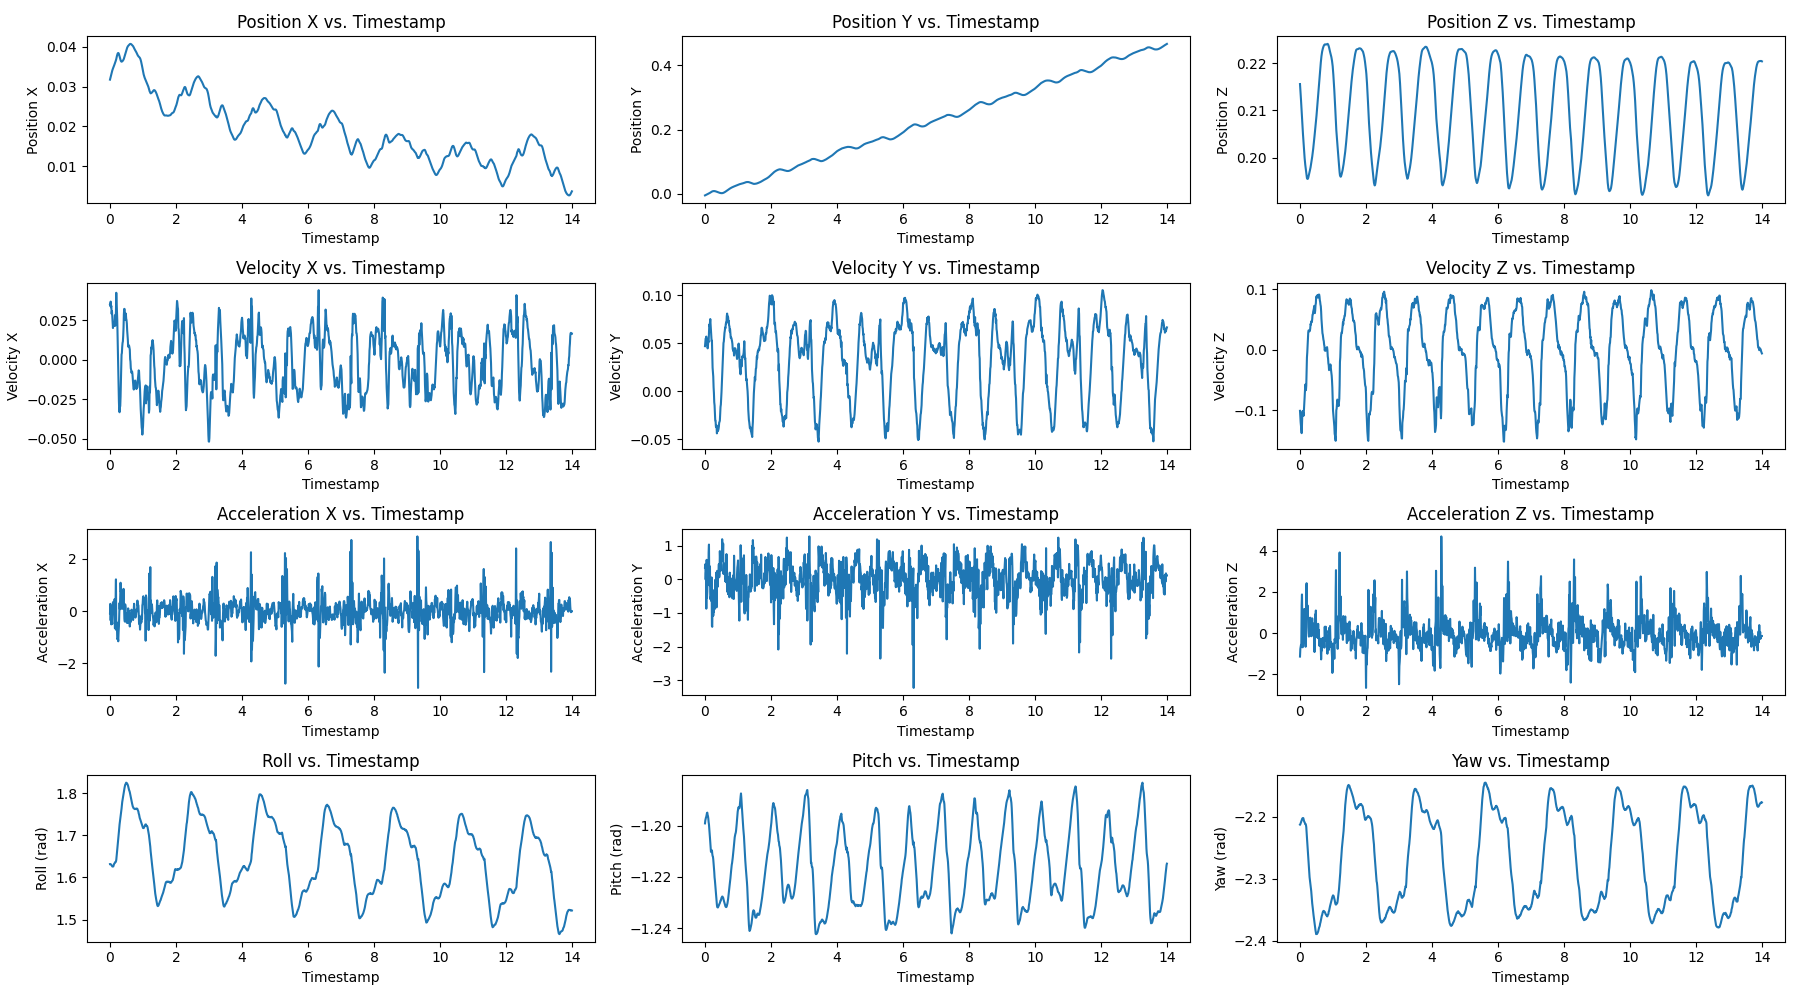 Position X vs. Timestamp
Position X
0.04
0.03
0.02
0.01
0 2 4 6 8 10 12 14
Timestamp
Position Y vs. Timestamp
Position Y
0.4
0.2
0.0
0 2 4 6 8 10 12 14
Timestamp
Position Z vs. Timestamp
Position Z
0.22
0.21
0.20
0 2 4 6 8 10 12 14
Timestamp
Velocity X vs. Timestamp
Velocity X
0.025
0.000
−0.025
−0.050
0 2 4 6 8 10 12 14
Timestamp
Velocity Y vs. Timestamp
Velocity Y
0.10
0.05
0.00
−0.05
0 2 4 6 8 10 12 14
Timestamp
Velocity Z vs. Timestamp
Velocity Z
0.1
0.0
−0.1
0 2 4 6 8 10 12 14
Timestamp
Acceleration X vs. Timestamp
Acceleration X
2
0
−2
0 2 4 6 8 10 12 14
Timestamp
Acceleration Y vs. Timestamp
Acceleration Y
1
0
−1
−2
−3
0 2 4 6 8 10 12 14
Timestamp
Acceleration Z vs. Timestamp
Acceleration Z
4
2
0
−2
0 2 4 6 8 10 12 14
Timestamp
Roll vs. Timestamp
Roll (rad)
1.8
1.7
1.6
1.5
0 2 4 6 8 10 12 14
Timestamp
Pitch vs. Timestamp
Pitch (rad)
−1.20
−1.22
−1.24
0 2 4 6 8 10 12 14
Timestamp
Yaw vs. Timestamp
Yaw (rad)
−2.2
−2.3
−2.4
0 2 4 6 8 10 12 14
Timestamp